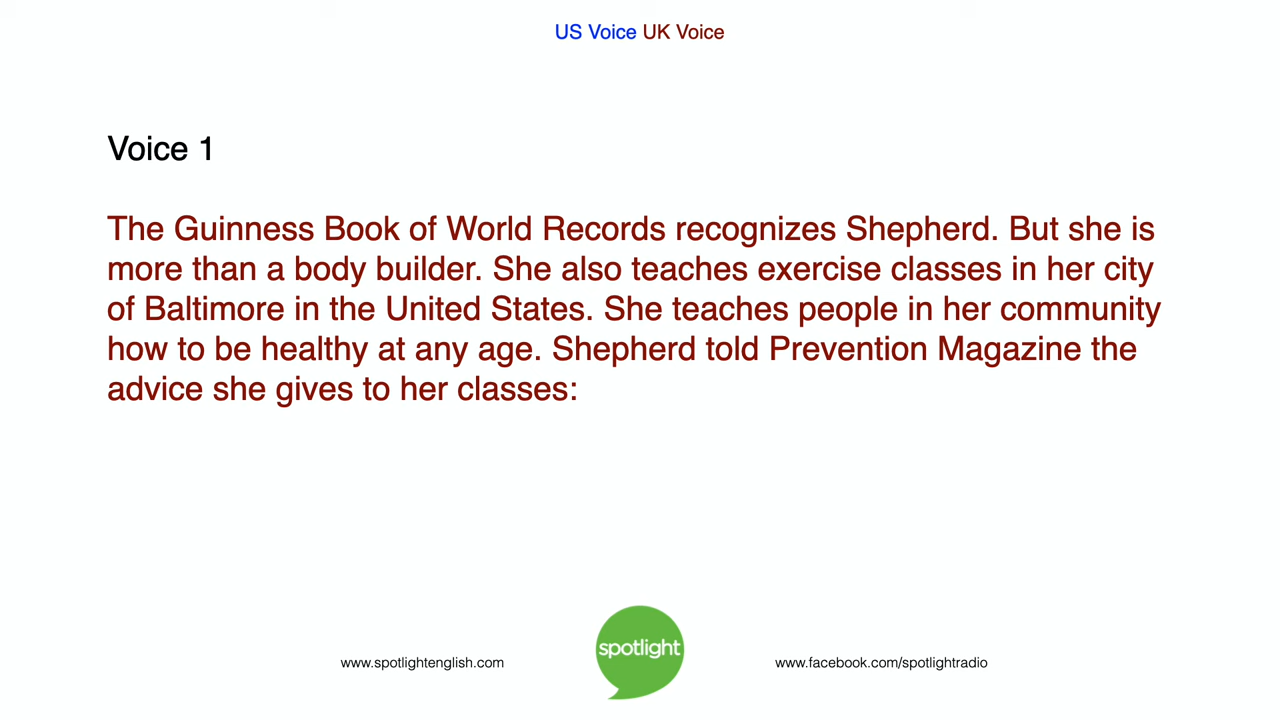 US Voice UK Voice
Voice 1
The Guinness Book of World Records recognizes Shepherd. But she is
more than a body builder. She also teaches exercise classes in her city
of Baltimore in the United States. She teaches people in her community
how to be healthy at any age. Shepherd told Prevention Magazine the
advice she gives to her classes:
www.spotlightenglish.com
spotlight
www.facebook.com/spotlightradio